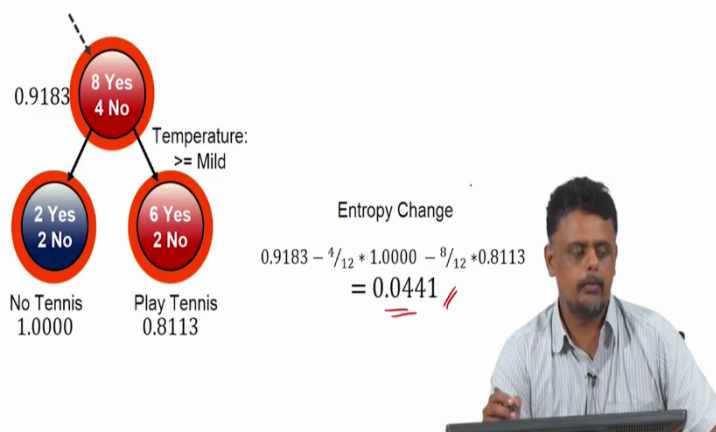 8 Yes
4 No
0.9183
Temperature:
>= Mild
2 Yes
2 No
6 Yes
2 No
No Tennis
1.0000
Play Tennis
0.8113
Entropy Change
0.9183 − 4/12 * 1.0000 − 8/12 *0.8113
= 0.0441